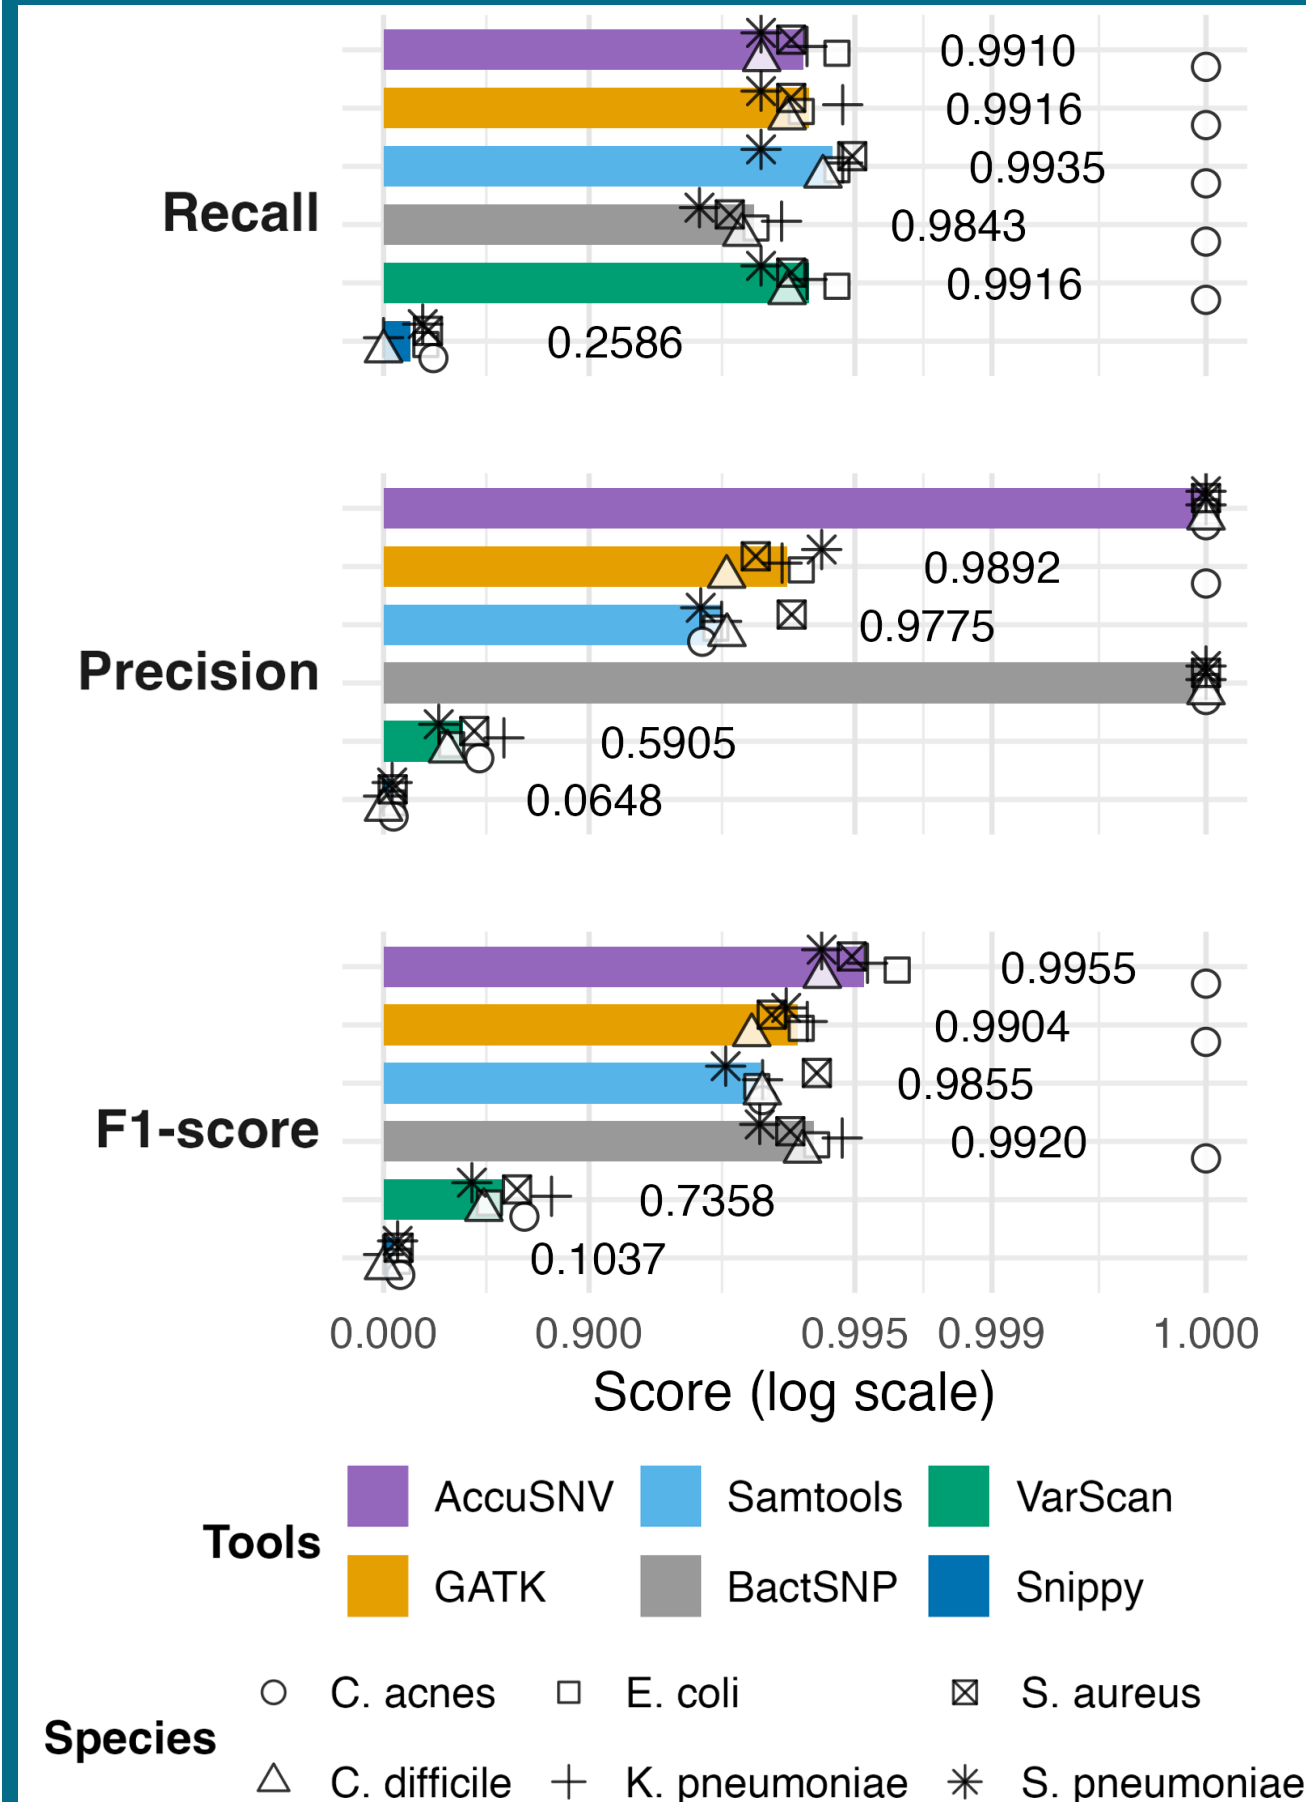 0.9910
0.9916
0.9935
Recall
0.9843
0.9916
0.2586
0.9892
0.9775
Precision
0.5905
0.0648
0.9955
0.9904
0.9855
F1-score
0.9920
0.7358
0.1037
0.000 0.900 0.995 0.999 1.000
Score (log scale)
AccuSNV Samtools VarScan
Tools
GATK BactSNP Snippy
C. acnes E. coli S. aureus
Species
C. difficile K. pneumoniae S. pneumoniae